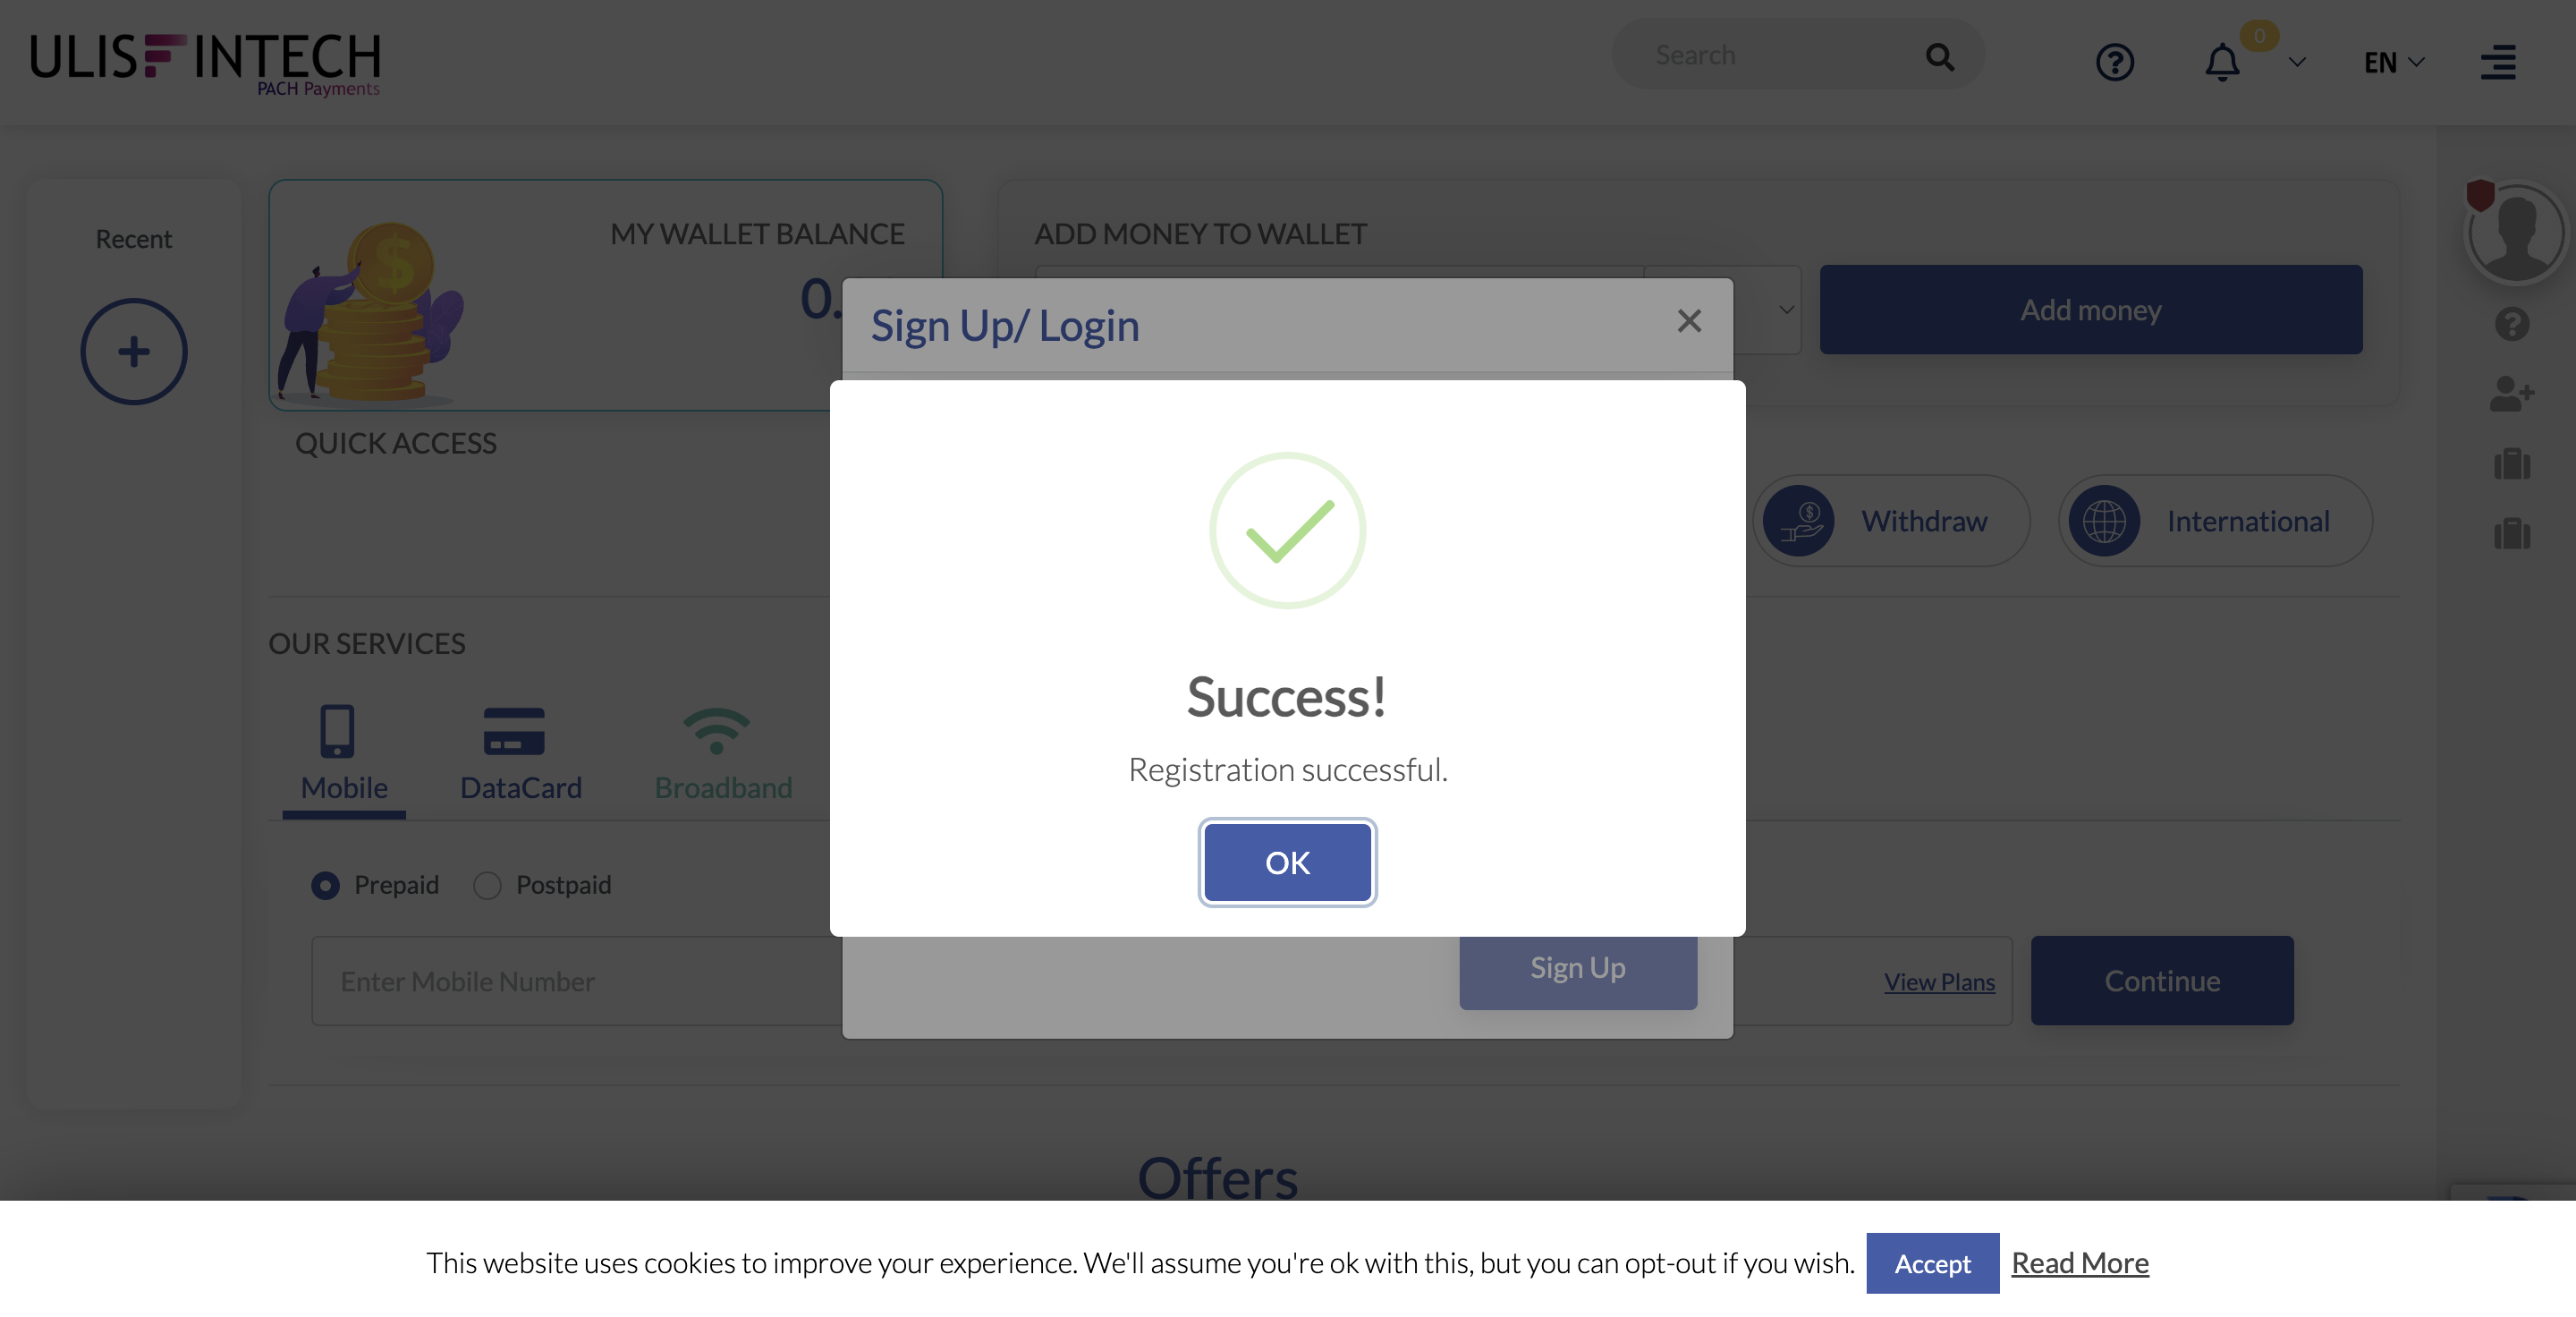 ULISFINTECH
PACH Payments
Search
0
EN
Recent
MY WALLET BALANCE
0.
ADD MONEY TO WALLET
Add money
Sign Up/ Login
QUICK ACCESS
Withdraw
International
Success!
Registration successful.
OK
OUR SERVICES
Mobile
DataCard
Broadband
Prepaid
Postpaid
Enter Mobile Number
Sign Up
View Plans
Continue
Offers
This website uses cookies to improve your experience. We'll assume you're ok with this, but you can opt-out if you wish.
Accept
Read More